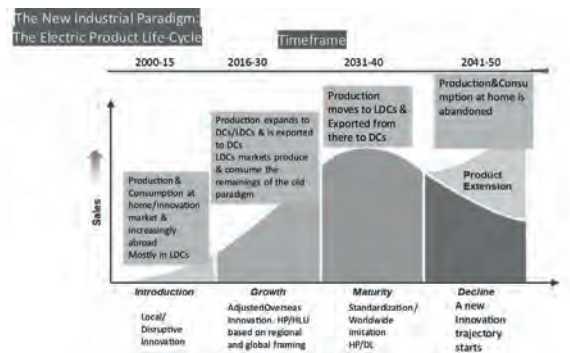 The New Industrial Paradigm:
The Electric Product Life-Cycle
Timeframe
2000-15
2016-30
2031-40
2041-50
Production&
Consumption at
home/innovation
market &
increasingly
abroad
Mostly in LDCs
Production expands to
DCs/LDCs & is exported
to DCs
LDCs markets produce
& consume the
remainings of the old
paradigm
Production
moves to LDCs &
Exported from
there to DCs
Production&Consu
mption at home is
abandoned
Product
Extension
Sales
Introduction
Growth
Maturity
Decline
Local/
Disruptive
Innovation
AdjustedOverseas
Innovation. HP/HLU
based on regional
and global framing
Standardization/
Worldwide
imitation
HP/DL
A new
Innovation
trajectory
starts